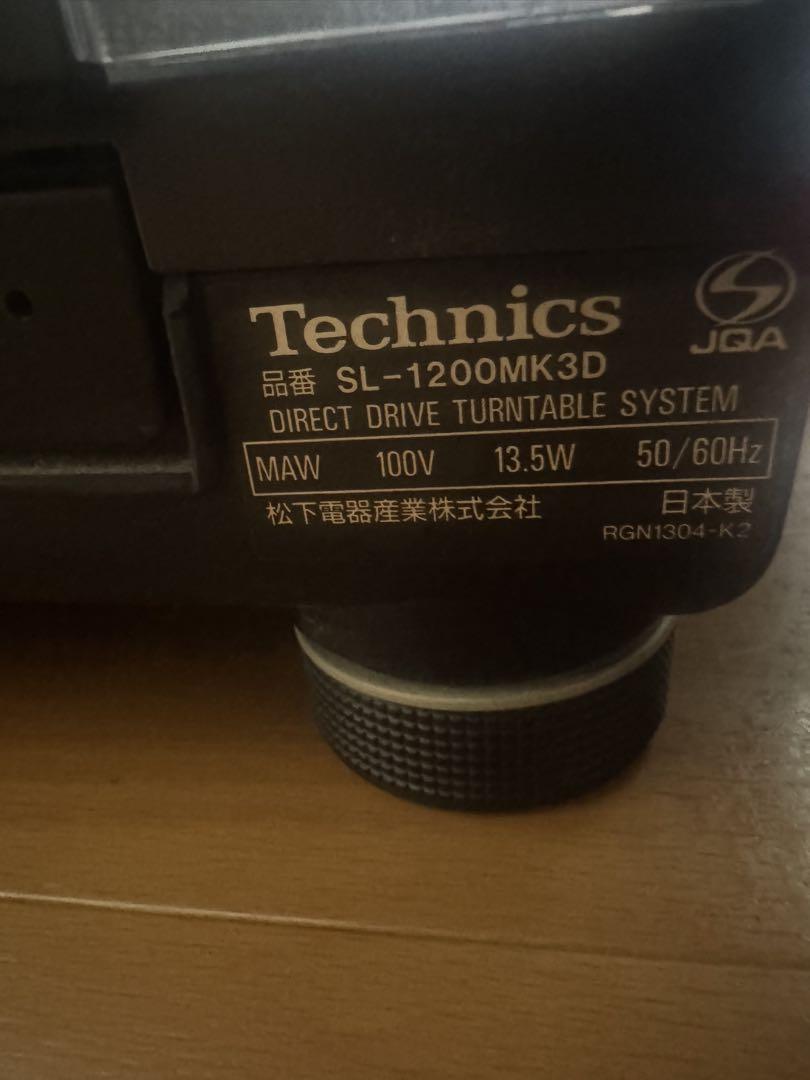 Technics
JQA
品番 SL-1200MK3D
DIRECT DRIVE TURNTABLE SYSTEM
MAW 100V 13.5W 50/60Hz
松下電器産業株式会社 日本製
RGN1304-K2